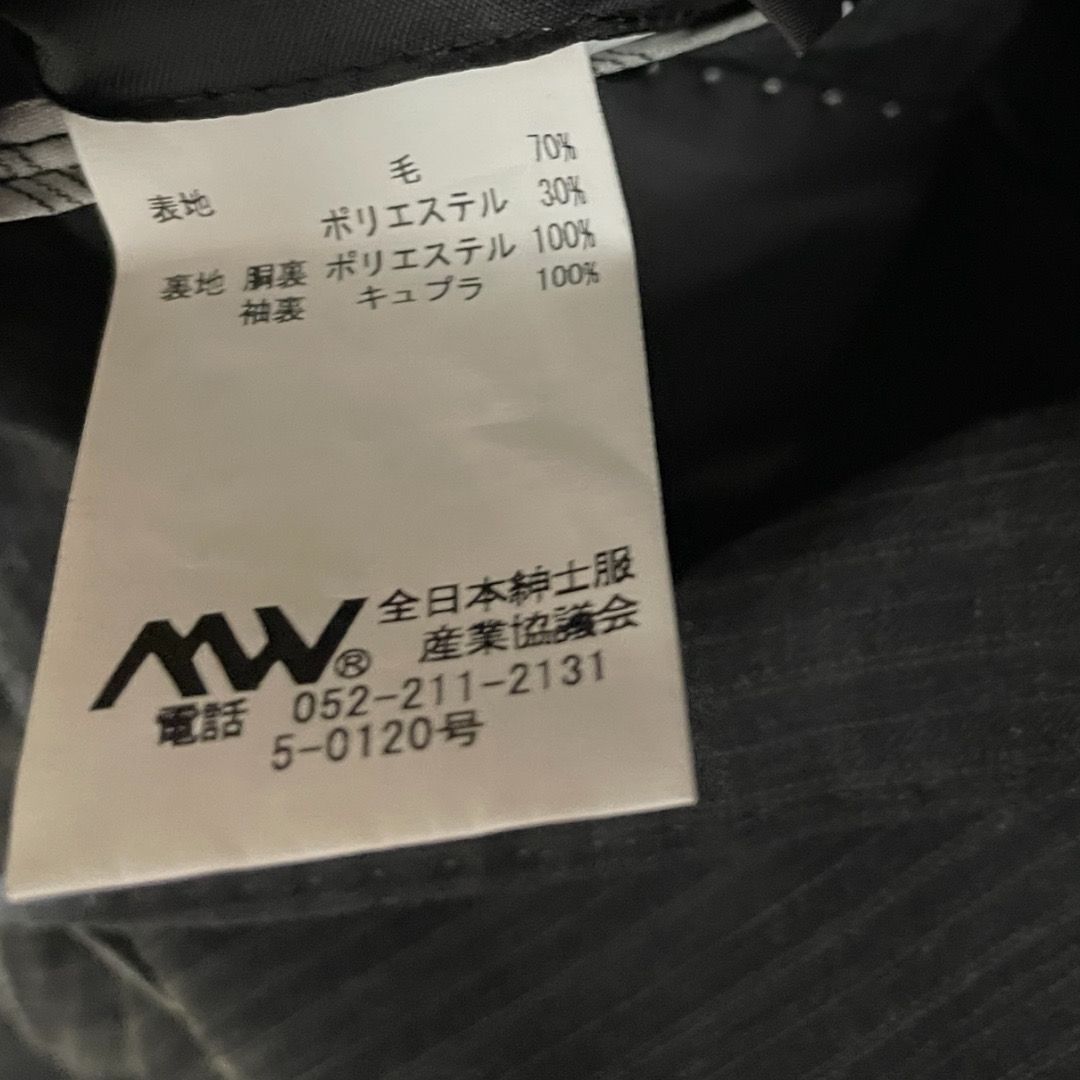 表地 毛 70%
ポリエステル 30%
裏地 胴裏 ポリエステル 100%
袖裏 キュプラ 100%
MW® 全日本紳士服
産業協議会
電話 052-211-2131
5-0120号